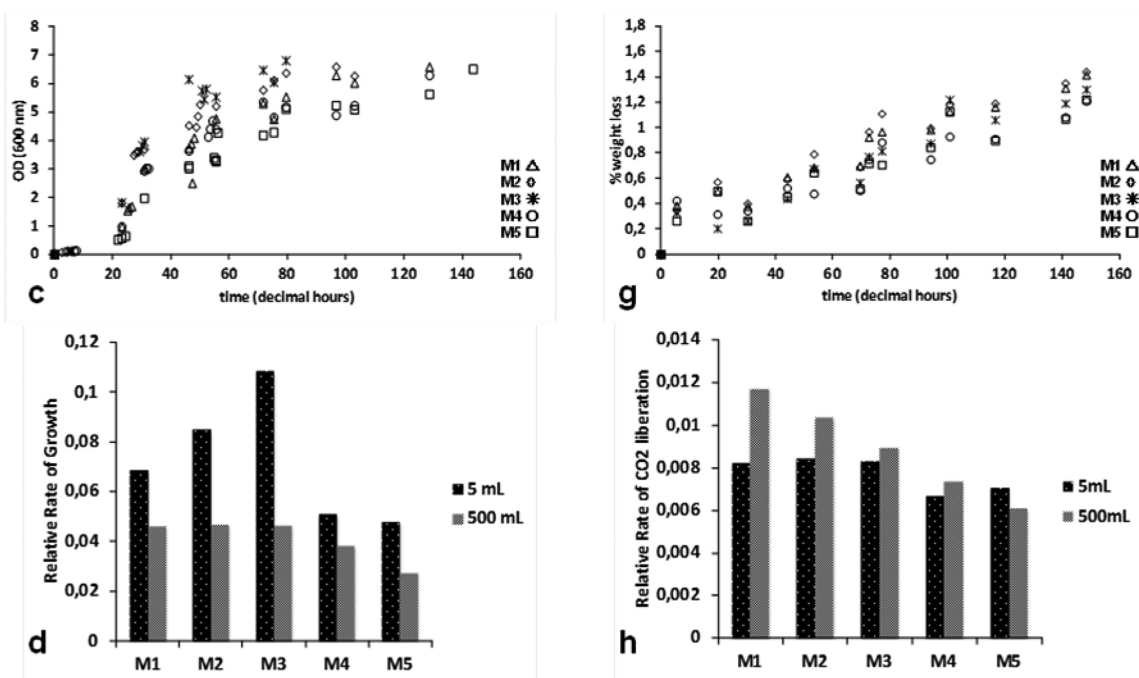 8
7
6
5
4
3
2
1
0
OD (600 nm)
0 20 40 60 80 100 120 140 160
time (decimal hours)
M1
M2
M3
M4
M5
c
1,8
1,6
1,4
1,2
1
0,8
0,6
0,4
0,2
0
% weight loss
0 20 40 60 80 100 120 140 160
time (decimal hours)
M1
M2
M3
M4
M5
g
0,12
0,1
0,08
0,06
0,04
0,02
0
Relative Rate of Growth
M1 M2 M3 M4 M5
5 mL
500 mL
d
0,014
0,012
0,01
0,008
0,006
0,004
0,002
0
Relative Rate of CO2 liberation
M1 M2 M3 M4 M5
5mL
500mL
h